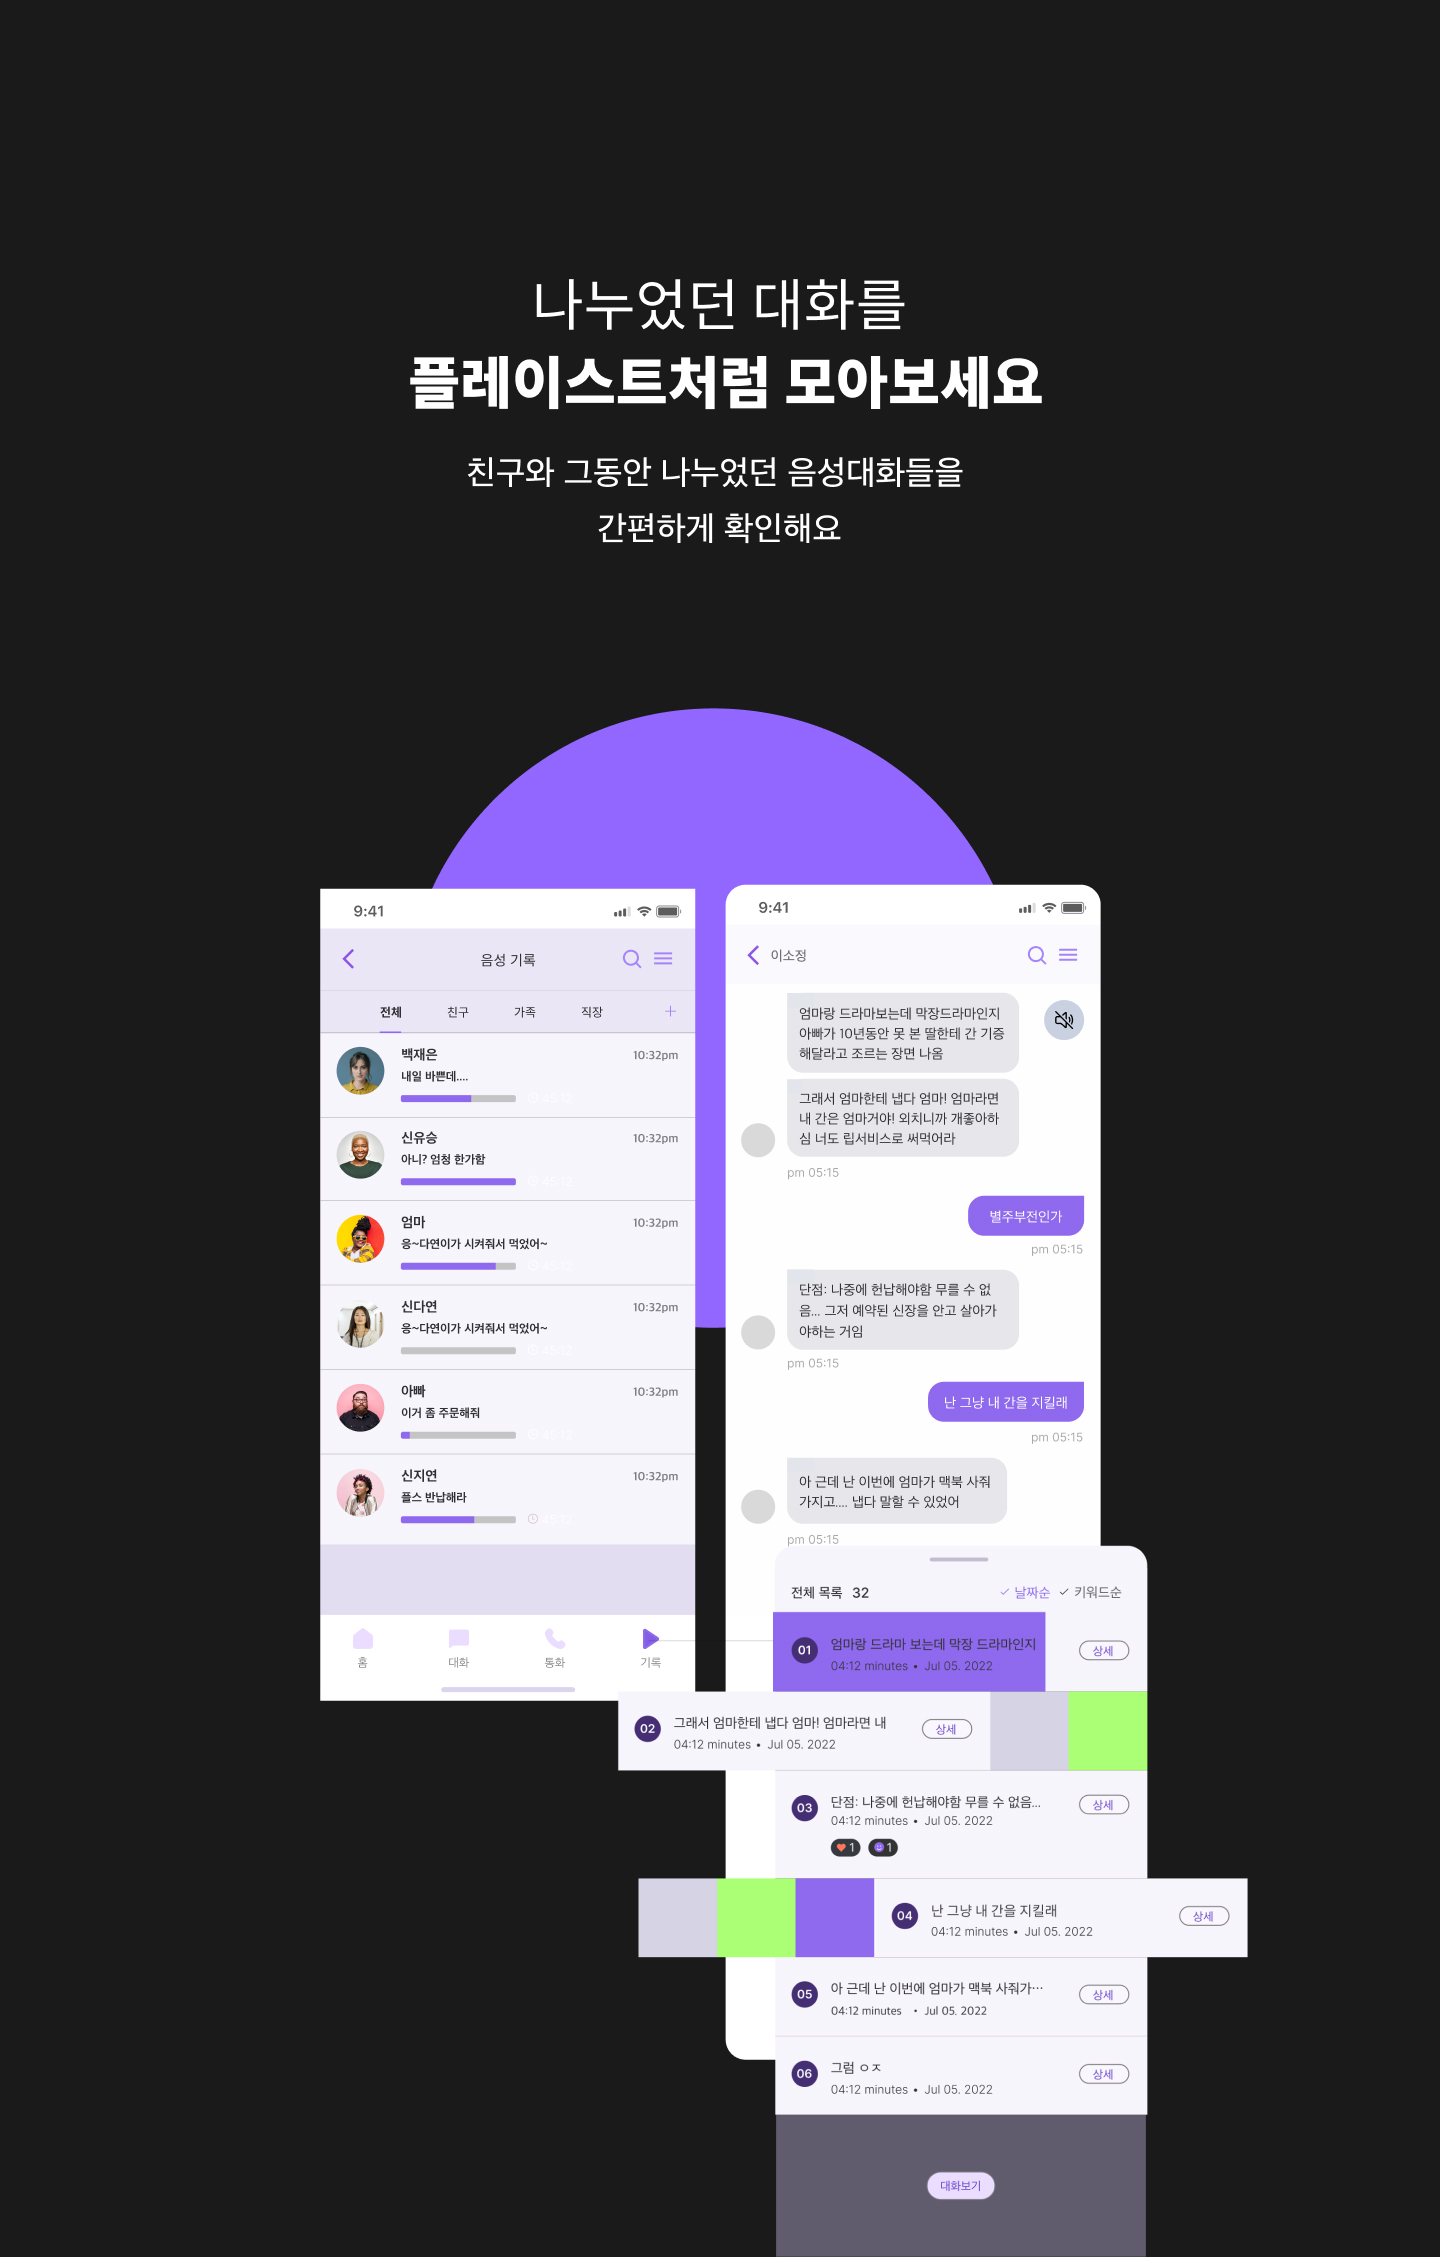 나누었던 대화를
플레이스트처럼 모아보세요
친구와 그동안 나누었던 음성대화들을
간편하게 확인해요
9:41
음성 기록
전체 친구 가족 직장
백재은 10:32pm
내일 바쁜데....
신유승 10:32pm
아니? 엄청 한가함
엄마 10:32pm
응~다연이가 시켜줘서 먹었어~
신다연 10:32pm
응~다연이가 시켜줘서 먹었어~
아빠 10:32pm
이거 좀 주문해줘
신지연 10:32pm
플스 반납해라
홈 대화 통화 기록
9:41
이소정
엄마랑 드라마보는데 막장드라마인지
아빠가 10년동안 못 본 딸한테 간 기증
해달라고 조르는 장면 나옴
그래서 엄마한테 냅다 엄마! 엄마라면
내 간은 엄마거야! 외치니까 개좋아하
심 너도 립서비스로 써먹어라
pm 05:15
별주부전인가
pm 05:15
단점: 나중에 헌납해야함 무를 수 없
음... 그저 예약된 신장을 안고 살아가
야하는 거임
pm 05:15
난 그냥 내 간을 지킬래
pm 05:15
아 근데 난 이번에 엄마가 맥북 사줘
가지고.... 냅다 말할 수 있었어
pm 05:15
전체 목록 32 날짜순 키워드순
01 엄마랑 드라마 보는데 막장 드라마인지 상세
04:12 minutes • Jul 05. 2022
02 그래서 엄마한테 냅다 엄마! 엄마라면 내 상세
04:12 minutes • Jul 05. 2022
03 단점: 나중에 헌납해야함 무를 수 없음... 상세
04:12 minutes • Jul 05. 2022
1 1
04 난 그냥 내 간을 지킬래 상세
04:12 minutes • Jul 05. 2022
05 아 근데 난 이번에 엄마가 맥북 사줘가… 상세
04:12 minutes • Jul 05. 2022
06 그럼 ㅇㅈ 상세
04:12 minutes • Jul 05. 2022
대화보기